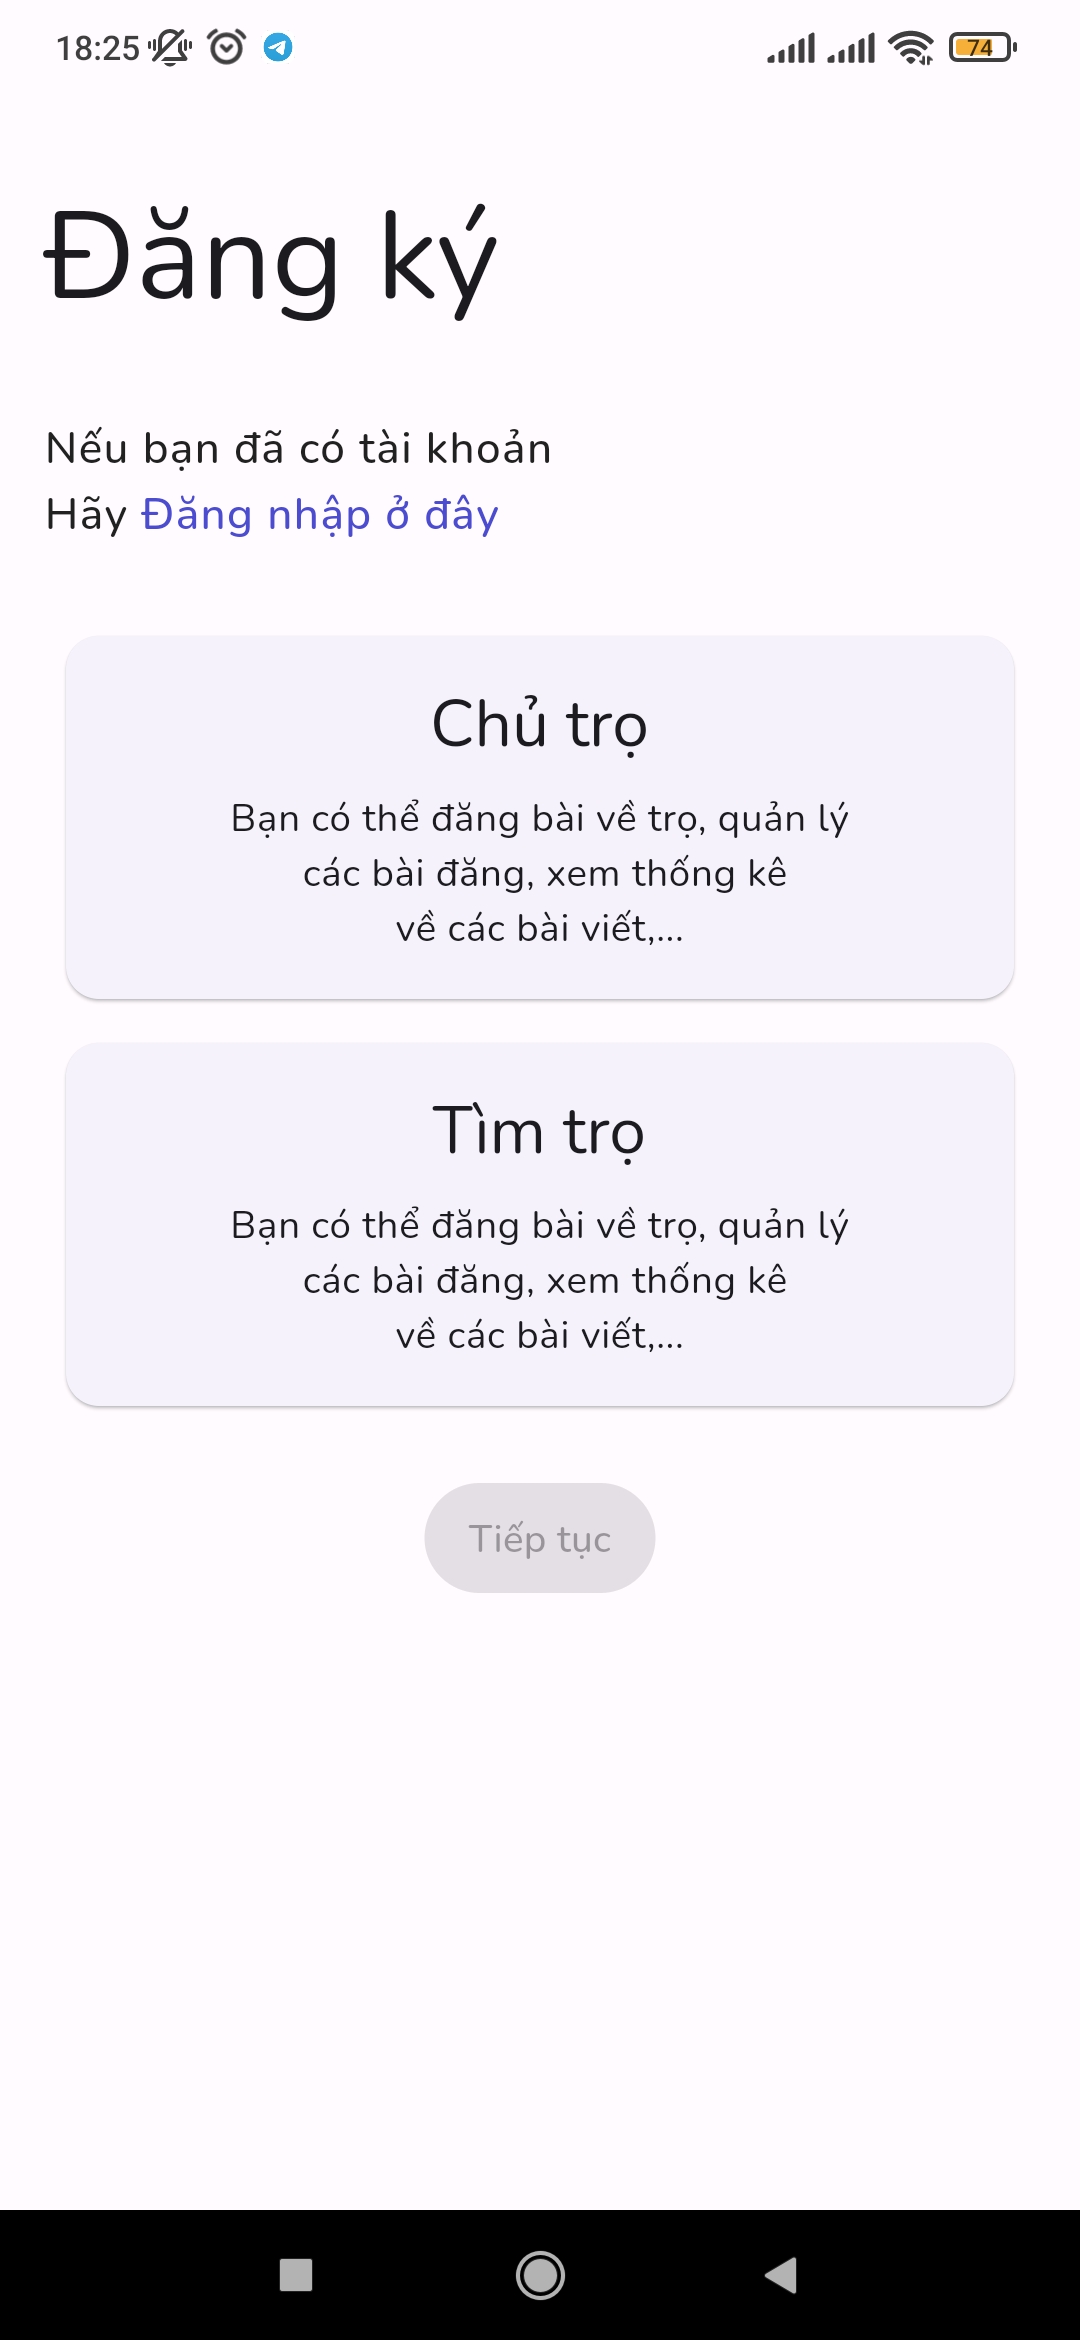 18:25
74
Đăng ký
Nếu bạn đã có tài khoản
Hãy Đăng nhập ở đây
Chủ trọ
Bạn có thể đăng bài về trọ, quản lý
các bài đăng, xem thống kê
về các bài viết,...
Tìm trọ
Bạn có thể đăng bài về trọ, quản lý
các bài đăng, xem thống kê
về các bài viết,...
Tiếp tục